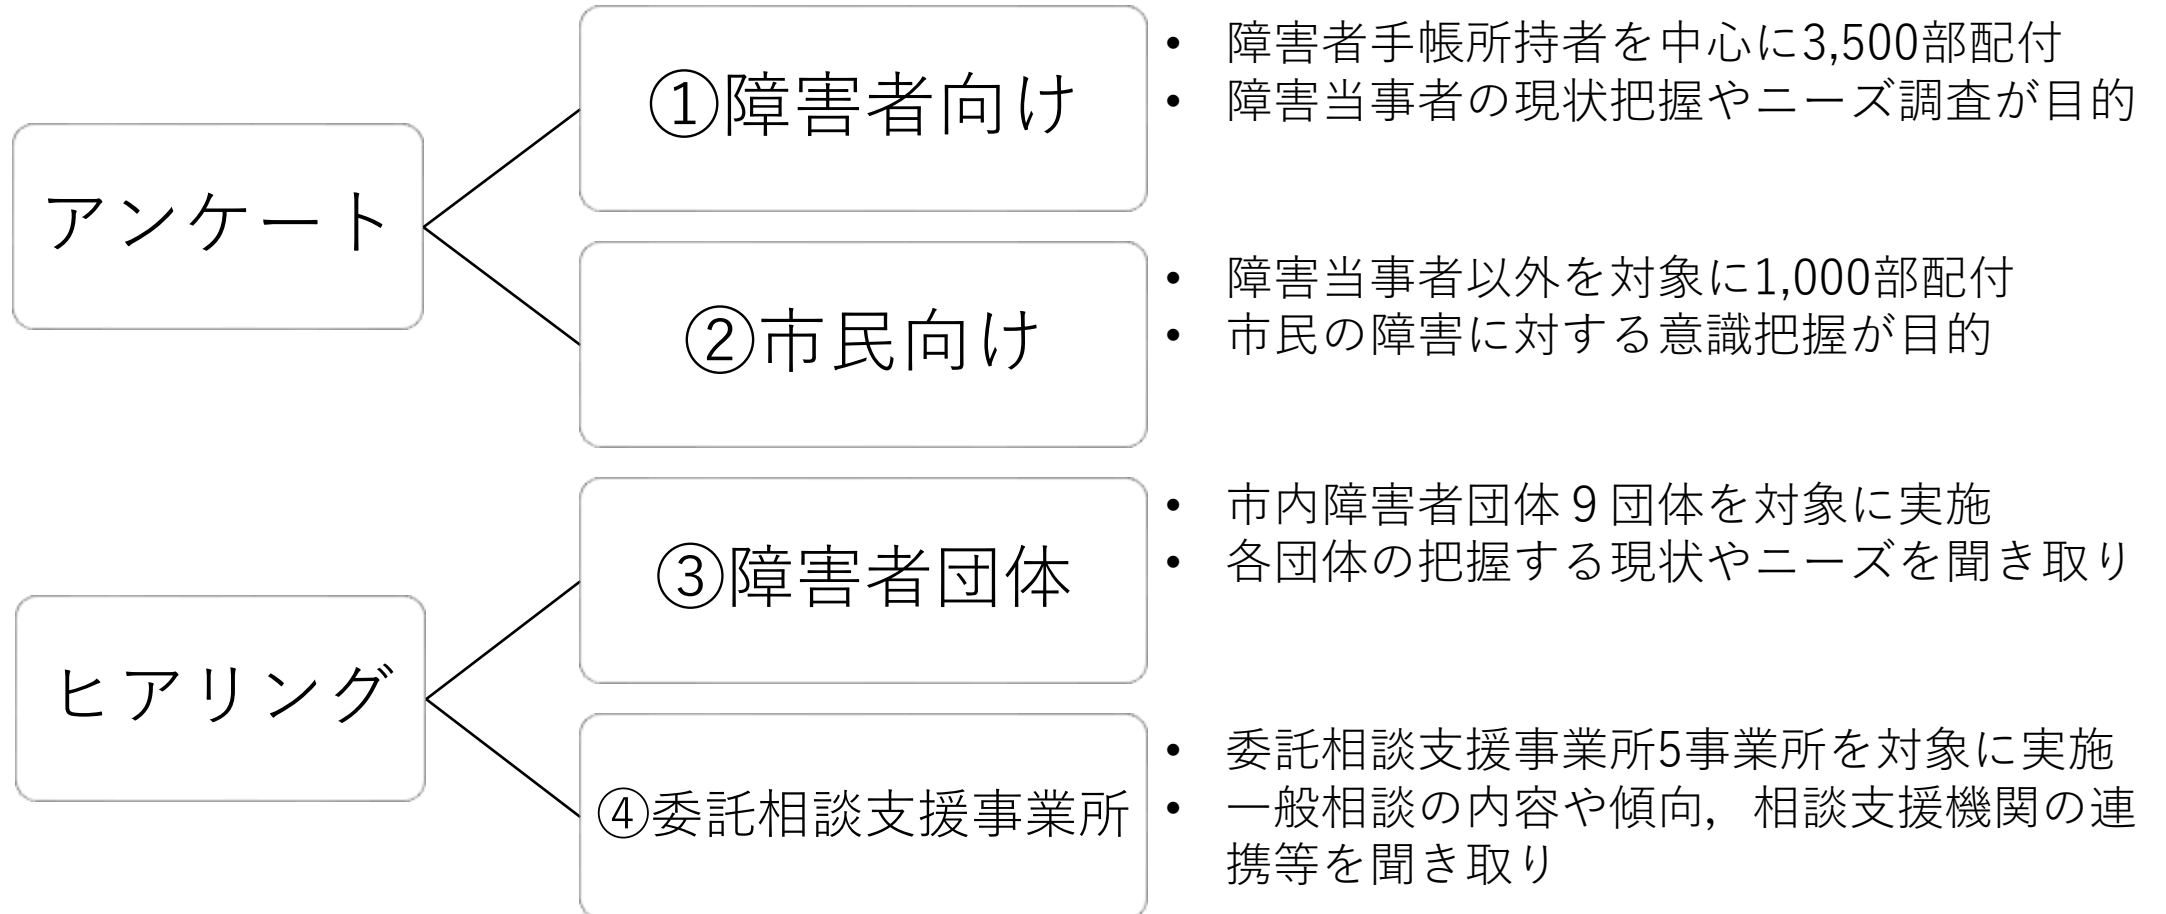 アンケート
①障害者向け
• 障害者手帳所持者を中心に3,500部配付
• 障害当事者の現状把握やニーズ調査が目的
②市民向け
• 障害当事者以外を対象に1,000部配付
• 市民の障害に対する意識把握が目的
ヒアリング
③障害者団体
• 市内障害者団体９団体を対象に実施
• 各団体の把握する現状やニーズを聞き取り
④委託相談支援事業所
• 委託相談支援事業所5事業所を対象に実施
• 一般相談の内容や傾向，相談支援機関の連
携等を聞き取り